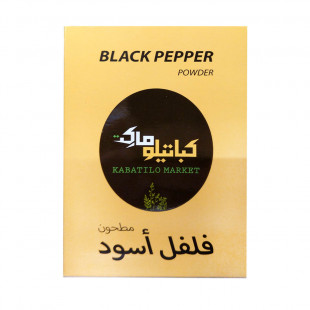 BLACK PEPPER
POWDER
كباتيلو ماركت
KABATILO MARKET
مطحون
فلفل أسود